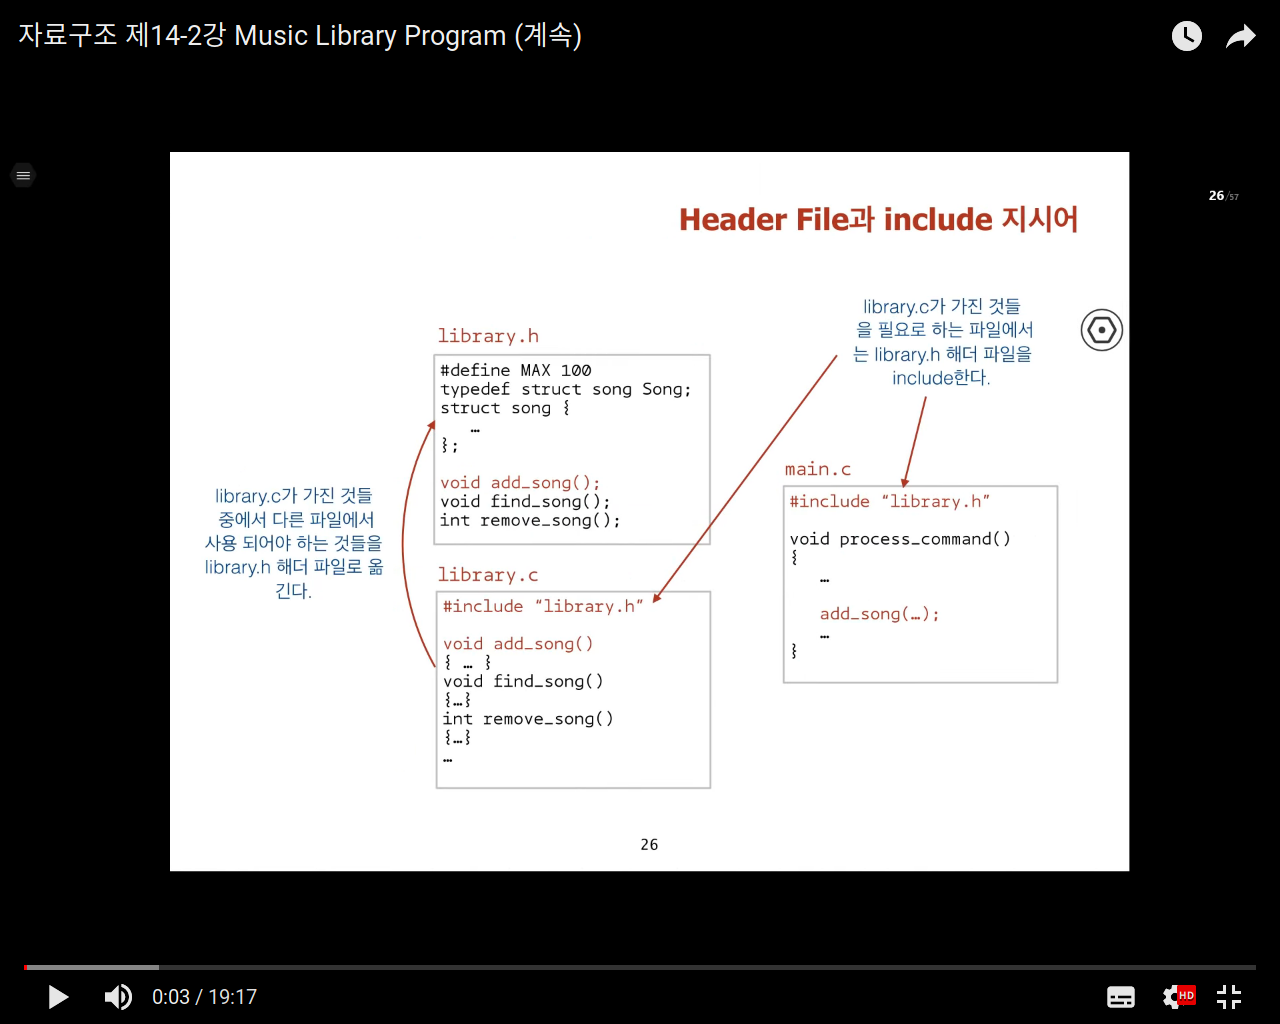 자료구조 제14-2강 Music Library Program (계속)
26/57
Header File과 include 지시어
library.c가 가진 것들
을 필요로 하는 파일에서
는 library.h 해더 파일을
include한다.
library.h
#define MAX 100
typedef struct song Song;
struct song {
…
};
void add_song();
void find_song();
int remove_song();
library.c가 가진 것들
중에서 다른 파일에서
사용 되어야 하는 것들을
library.h 해더 파일로 옮
긴다.
library.c
#include “library.h”
void add_song()
{ … }
void find_song()
{…}
int remove_song()
{…}
…
main.c
#include “library.h”
void process_command()
{
…
add_song(…);
…
}
26
0:03 / 19:17
HD